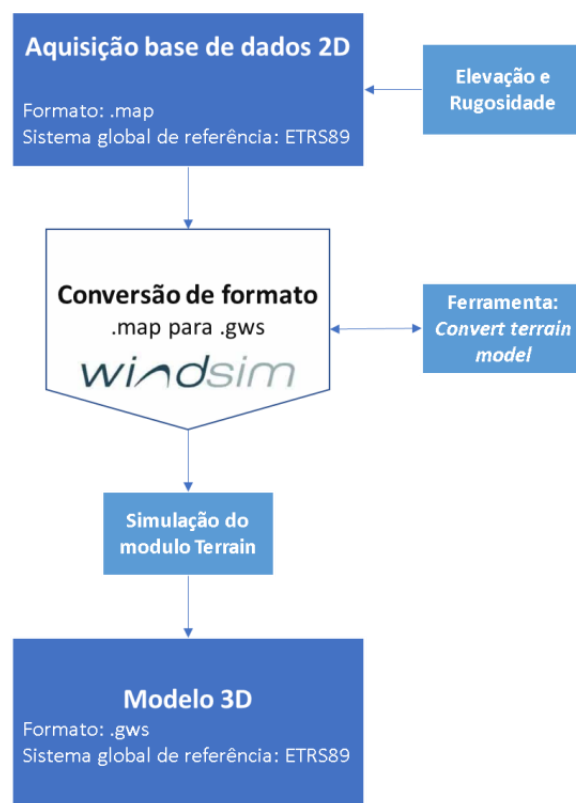 Aquisição base de dados 2D
Formato: .map
Sistema global de referência: ETRS89
Elevação e
Rugosidade
Conversão de formato
.map para .gws
windsim
Ferramenta:
Convert terrain
model
Simulação do
modulo Terrain
Modelo 3D
Formato: .gws
Sistema global de referência: ETRS89